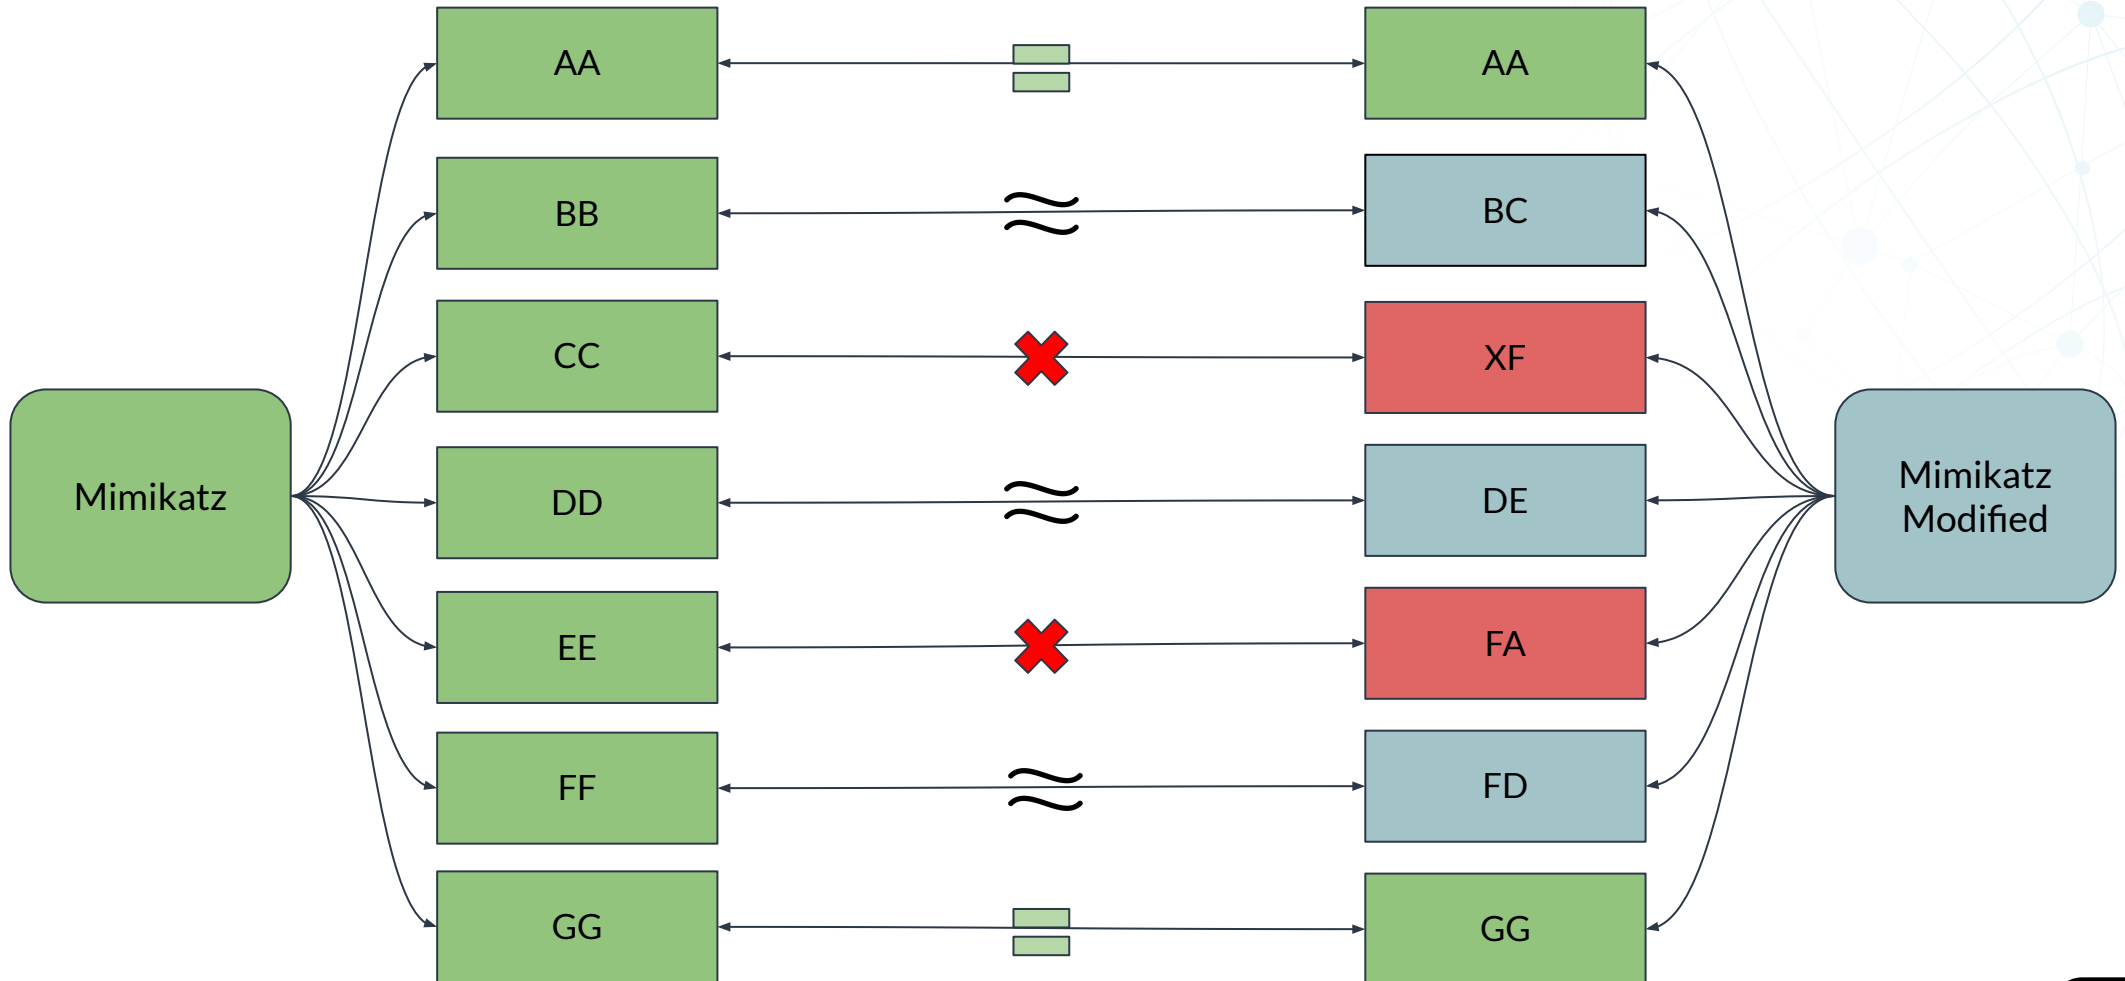 AA
AA
BB
BC
CC
XF
Mimikatz
DD
DE
Mimikatz
Modified
EE
FA
FF
FD
GG
GG